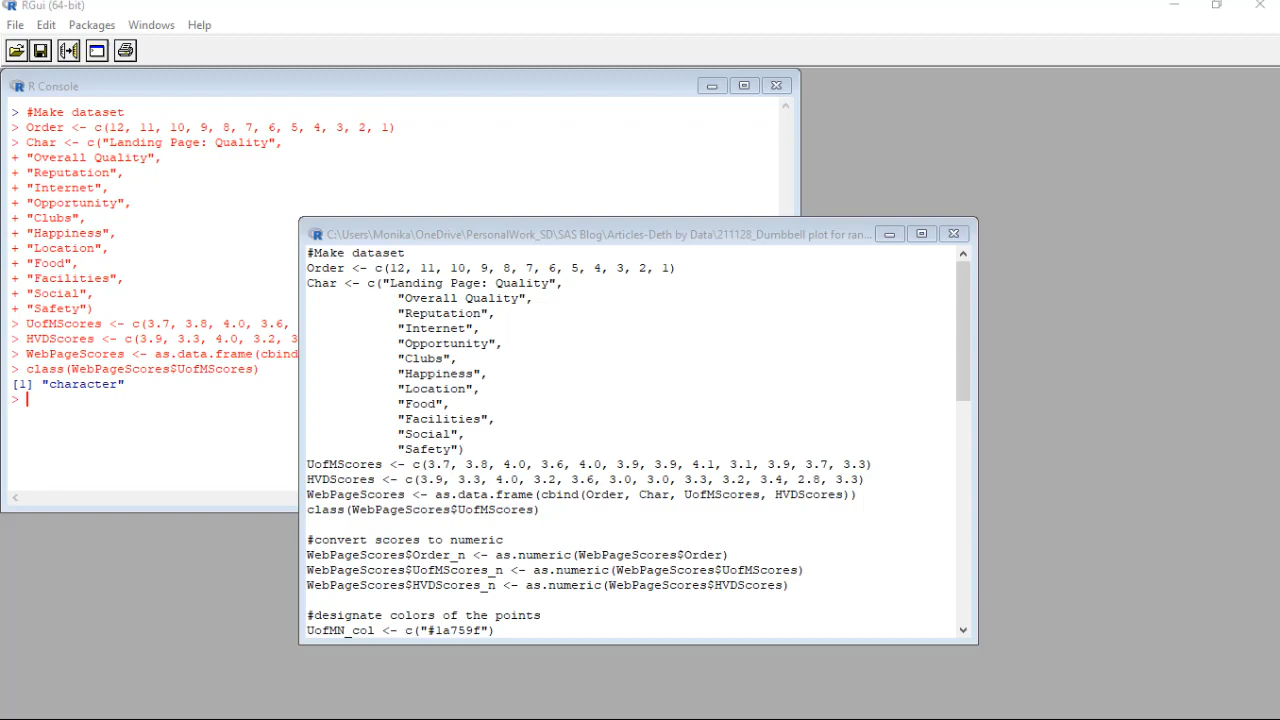 RGui (64-bit)
File Edit Packages Windows Help
R Console
> #Make dataset
> Order <- c(12, 11, 10, 9, 8, 7, 6, 5, 4, 3, 2, 1)
> Char <- c("Landing Page: Quality",
+ "Overall Quality",
+ "Reputation",
+ "Internet",
+ "Opportunity",
+ "Clubs",
+ "Happiness",
+ "Location",
+ "Food",
+ "Facilities",
+ "Social",
+ "Safety")
> UofMScores <- c(3.7, 3.8, 4.0, 3.6,
> HVDScores <- c(3.9, 3.3, 4.0, 3.2, 3
> WebPageScores <- as.data.frame(cbind
> class(WebPageScores$UofMScores)
[1] "character"
>
C:\Users\Monika\OneDrive\PersonalWork_SD\SAS Blog\Articles-Deth by Data\211128_Dumbbell plot for ran...
#Make dataset
Order <- c(12, 11, 10, 9, 8, 7, 6, 5, 4, 3, 2, 1)
Char <- c("Landing Page: Quality",
"Overall Quality",
"Reputation",
"Internet",
"Opportunity",
"Clubs",
"Happiness",
"Location",
"Food",
"Facilities",
"Social",
"Safety")
UofMScores <- c(3.7, 3.8, 4.0, 3.6, 4.0, 3.9, 3.9, 4.1, 3.1, 3.9, 3.7, 3.3)
HVDScores <- c(3.9, 3.3, 4.0, 3.2, 3.6, 3.0, 3.0, 3.3, 3.2, 3.4, 2.8, 3.3)
WebPageScores <- as.data.frame(cbind(Order, Char, UofMScores, HVDScores))
class(WebPageScores$UofMScores)
#convert scores to numeric
WebPageScores$Order_n <- as.numeric(WebPageScores$Order)
WebPageScores$UofMScores_n <- as.numeric(WebPageScores$UofMScores)
WebPageScores$HVDScores_n <- as.numeric(WebPageScores$HVDScores)
#designate colors of the points
UofMN_col <- c("#1a759f")